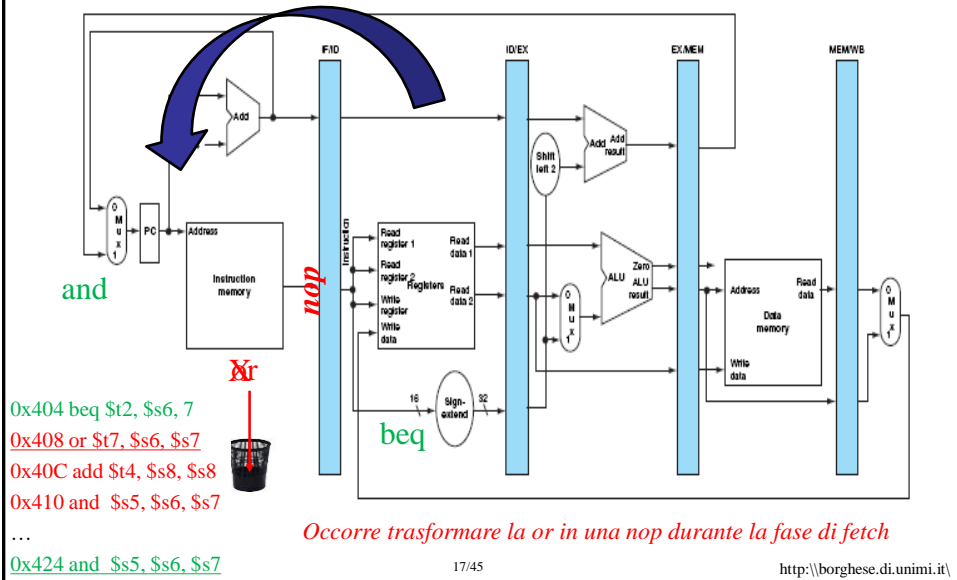 IF/ID
ID/EX
EX/MEM
MEM/WB
Add
Add Add
result
Shift
left 2
0
M
u
x
1
PC
Address
Instruction
memory
Instruction
nop
Read
register 1
Read
register 2
Registers
Write
register
Write
data
Read
data 1
Read
data 2
0
M
u
x
1
Zero
ALU
ALU
result
Address
Read
data
Data
memory
Write
data
0
M
u
x
1
and
X
or
16
Sign-
extend
32
beq
0x404 beq $t2, $s6, 7
0x408 or $t7, $s6, $s7
0x40C add $t4, $s8, $s8
0x410 and $s5, $s6, $s7
…
0x424 and $s5, $s6, $s7
Occorre trasformare la or in una nop durante la fase di fetch
17/45
http:\\borghese.di.unimi.it\